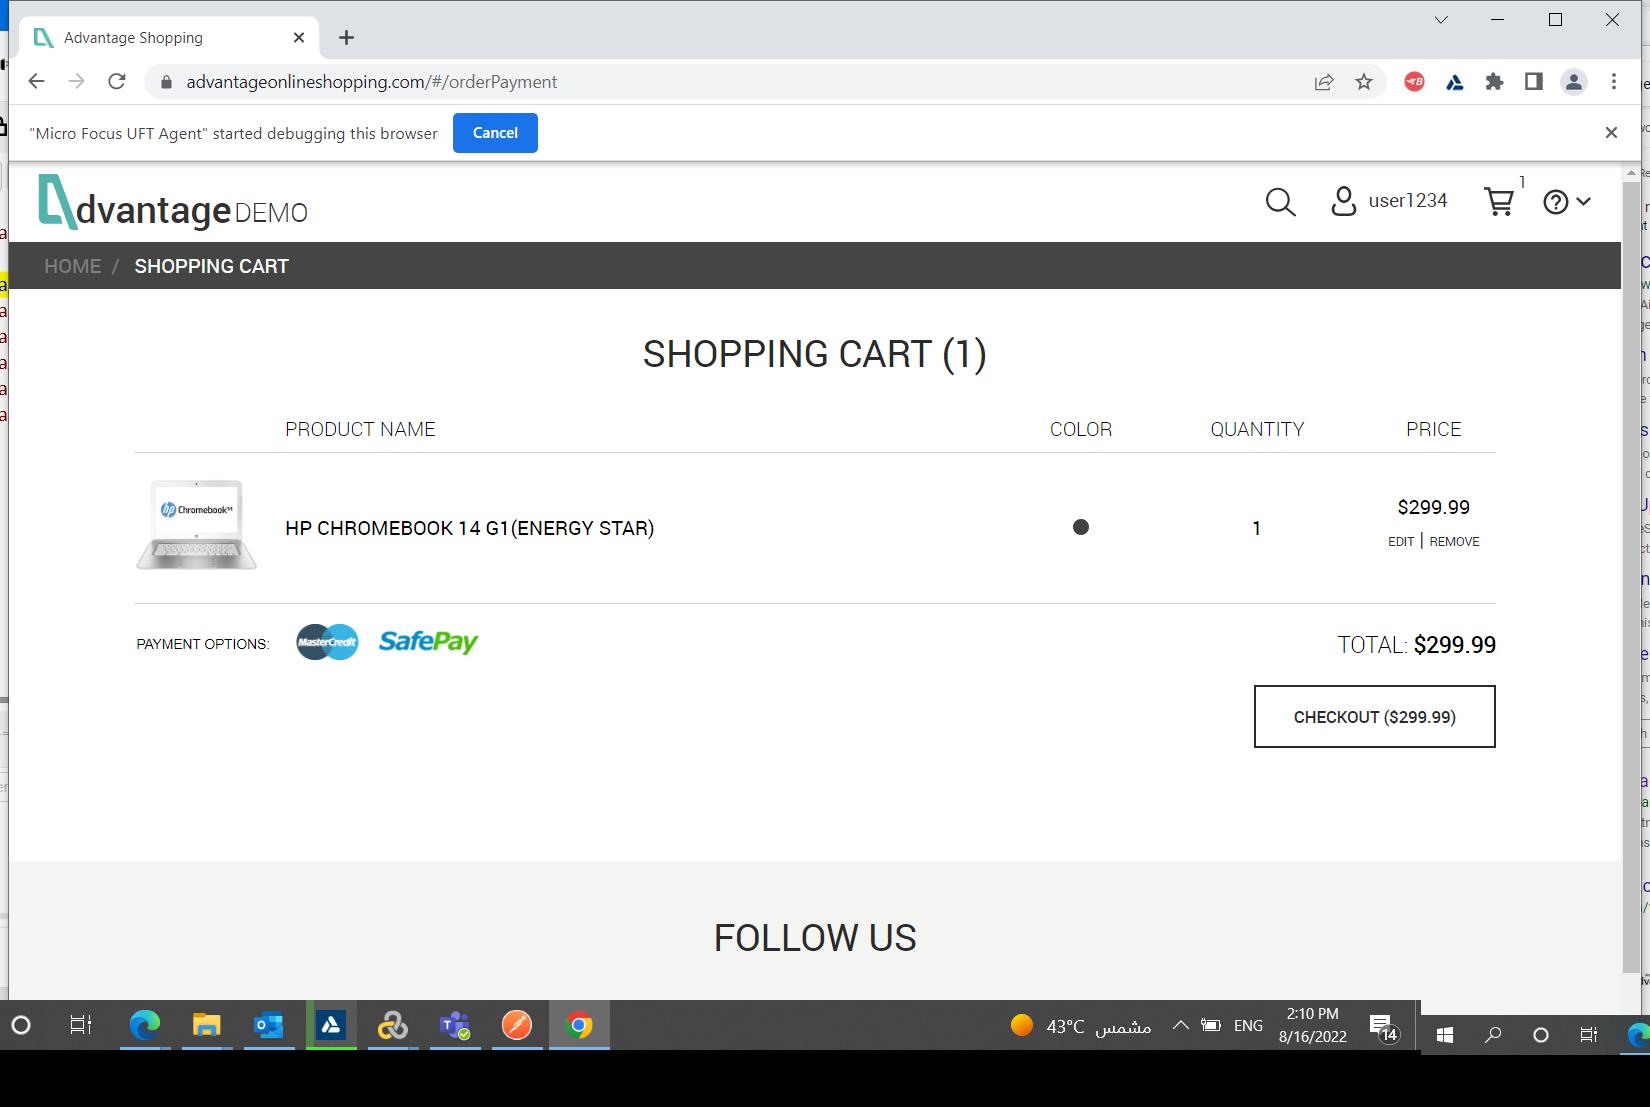 Advantage Shopping
advantageonlineshopping.com/#/orderPayment
"Micro Focus UFT Agent" started debugging this browser Cancel
dvantage DEMO
1
user1234
HOME / SHOPPING CART
SHOPPING CART (1)
PRODUCT NAME COLOR QUANTITY PRICE
hp Chromebook 14
HP CHROMEBOOK 14 G1(ENERGY STAR) 1 $299.99
EDIT | REMOVE
PAYMENT OPTIONS: MasterCredit SafePay TOTAL: $299.99
CHECKOUT ($299.99)
FOLLOW US
43°C مشمس ENG 2:10 PM
8/16/2022
14